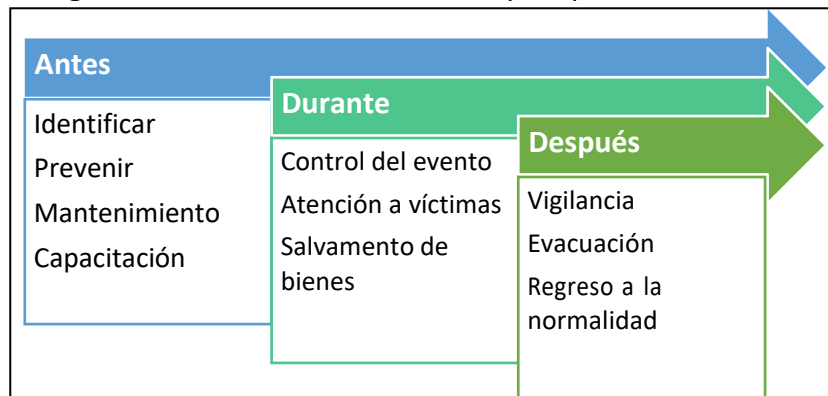 Antes
Identificar
Prevenir
Mantenimiento
Capacitación
Durante
Control del evento
Atención a víctimas
Salvamento de
bienes
Después
Vigilancia
Evacuación
Regreso a la
normalidad